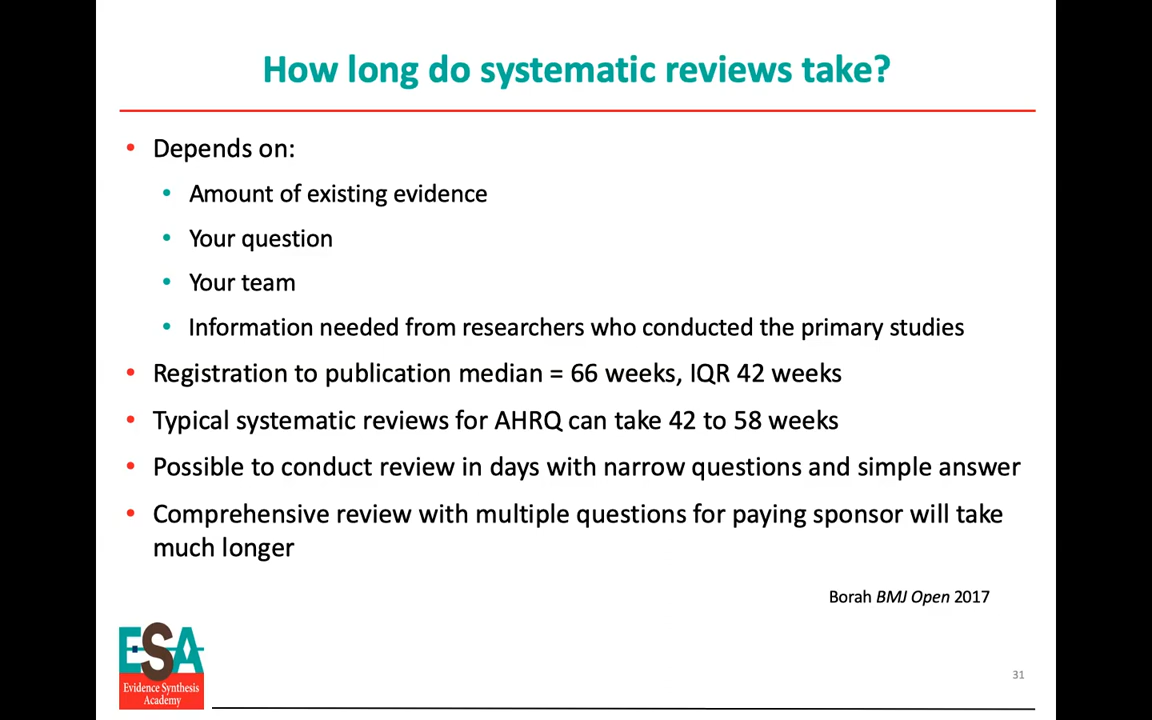 How long do systematic reviews take?
• Depends on:
• Amount of existing evidence
• Your question
• Your team
• Information needed from researchers who conducted the primary studies
• Registration to publication median = 66 weeks, IQR 42 weeks
• Typical systematic reviews for AHRQ can take 42 to 58 weeks
• Possible to conduct review in days with narrow questions and simple answer
• Comprehensive review with multiple questions for paying sponsor will take
much longer
Borah BMJ Open 2017
ESA
Evidence Synthesis
Academy
31